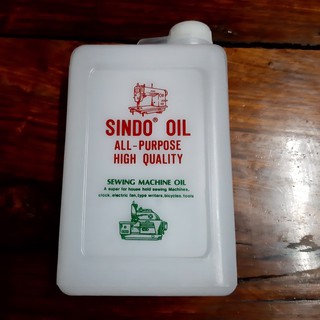 SINDO® OIL
ALL-PURPOSE
HIGH QUALITY
SEWING MACHINE OIL
A super for house hold sewing Machines,
clock, electric fan, type writers, bicycles, tools